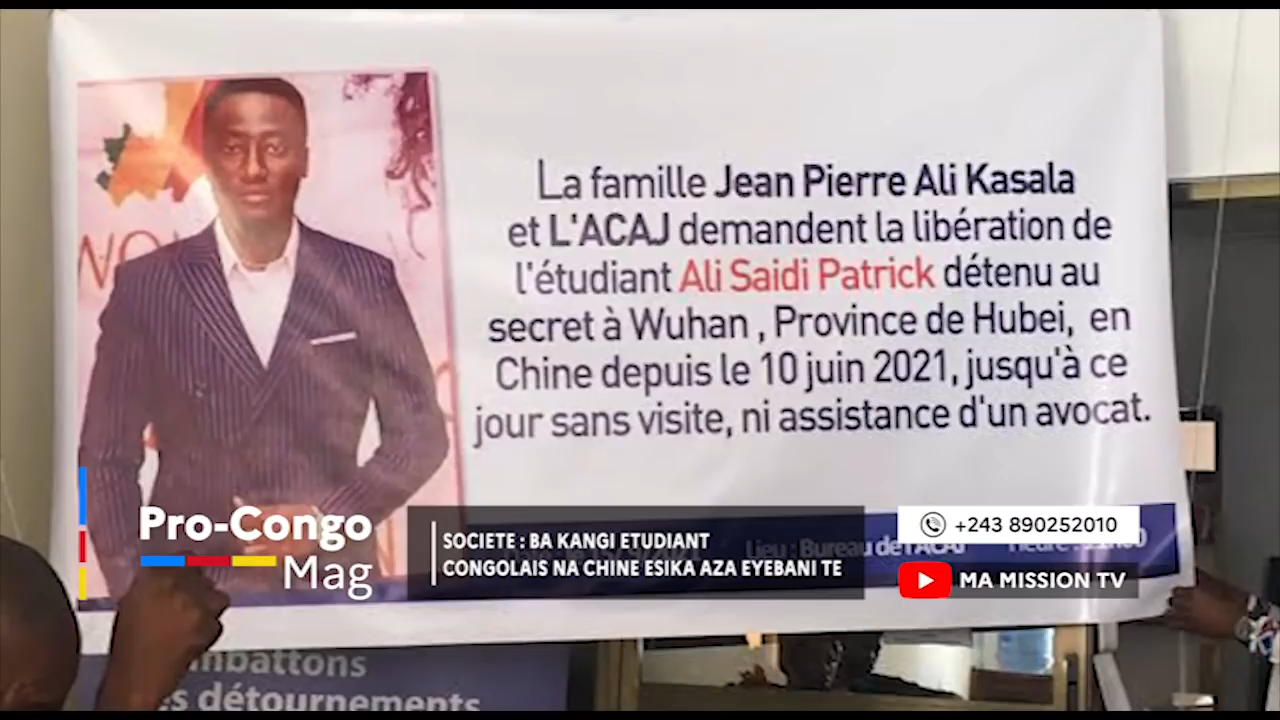 La famille Jean Pierre Ali Kasala
et L'ACAJ demandent la libération de
l'étudiant Ali Saidi Patrick détenu au
secret à Wuhan , Province de Hubei, en
Chine depuis le 10 juin 2021, jusqu'à ce
jour sans visite, ni assistance d'un avocat.
Lieu : Bureau de l'ACAJ
Pro-Congo
Mag
SOCIETE : BA KANGI ETUDIANT
CONGOLAIS NA CHINE ESIKA AZA EYEBANI TE
+243 890252010
MA MISSION TV
détournements